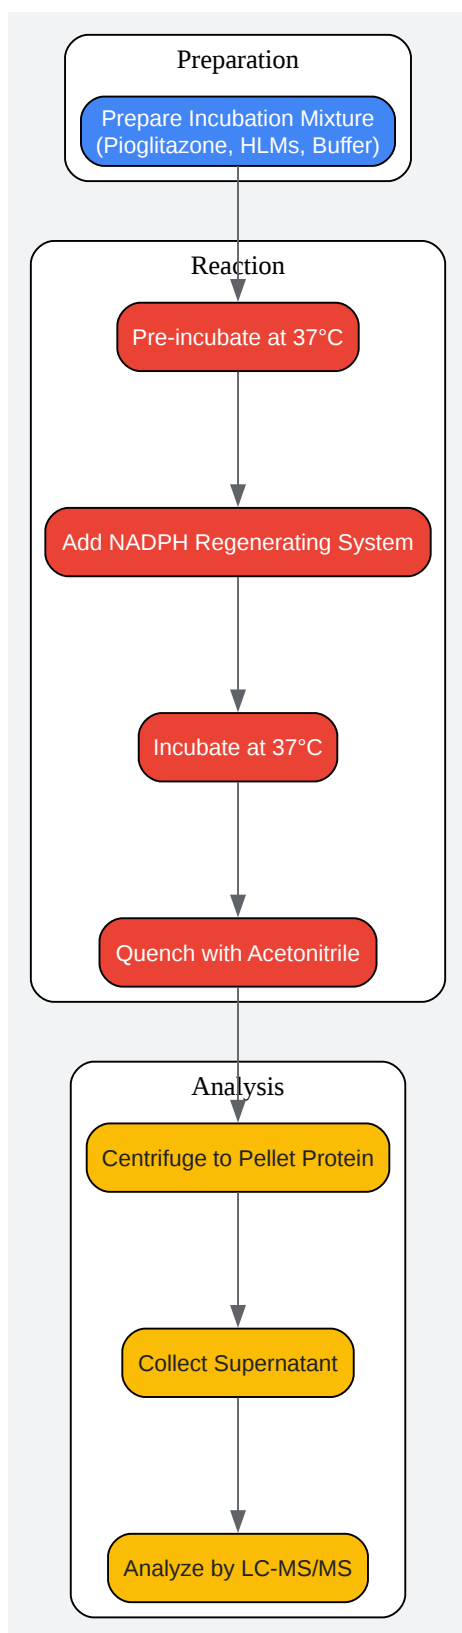 Preparation
Prepare Incubation Mixture
(Pioglitazone, HLMs, Buffer)
Reaction
Pre-incubate at 37°C
Add NADPH Regenerating System
Incubate at 37°C
Quench with Acetonitrile
Analysis
Centrifuge to Pellet Protein
Collect Supernatant
Analyze by LC-MS/MS